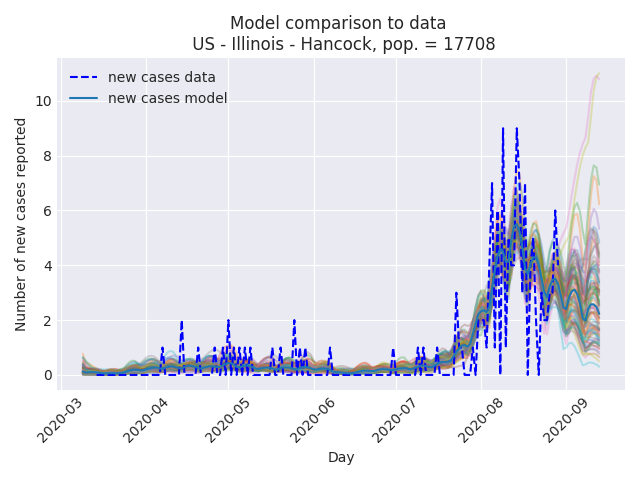 Model comparison to data
US - Illinois - Hancock, pop. = 17708
new cases data
new cases model
Number of new cases reported
10
8
6
4
2
0
2020-03
2020-04
2020-05
2020-06
2020-07
2020-08
2020-09
Day